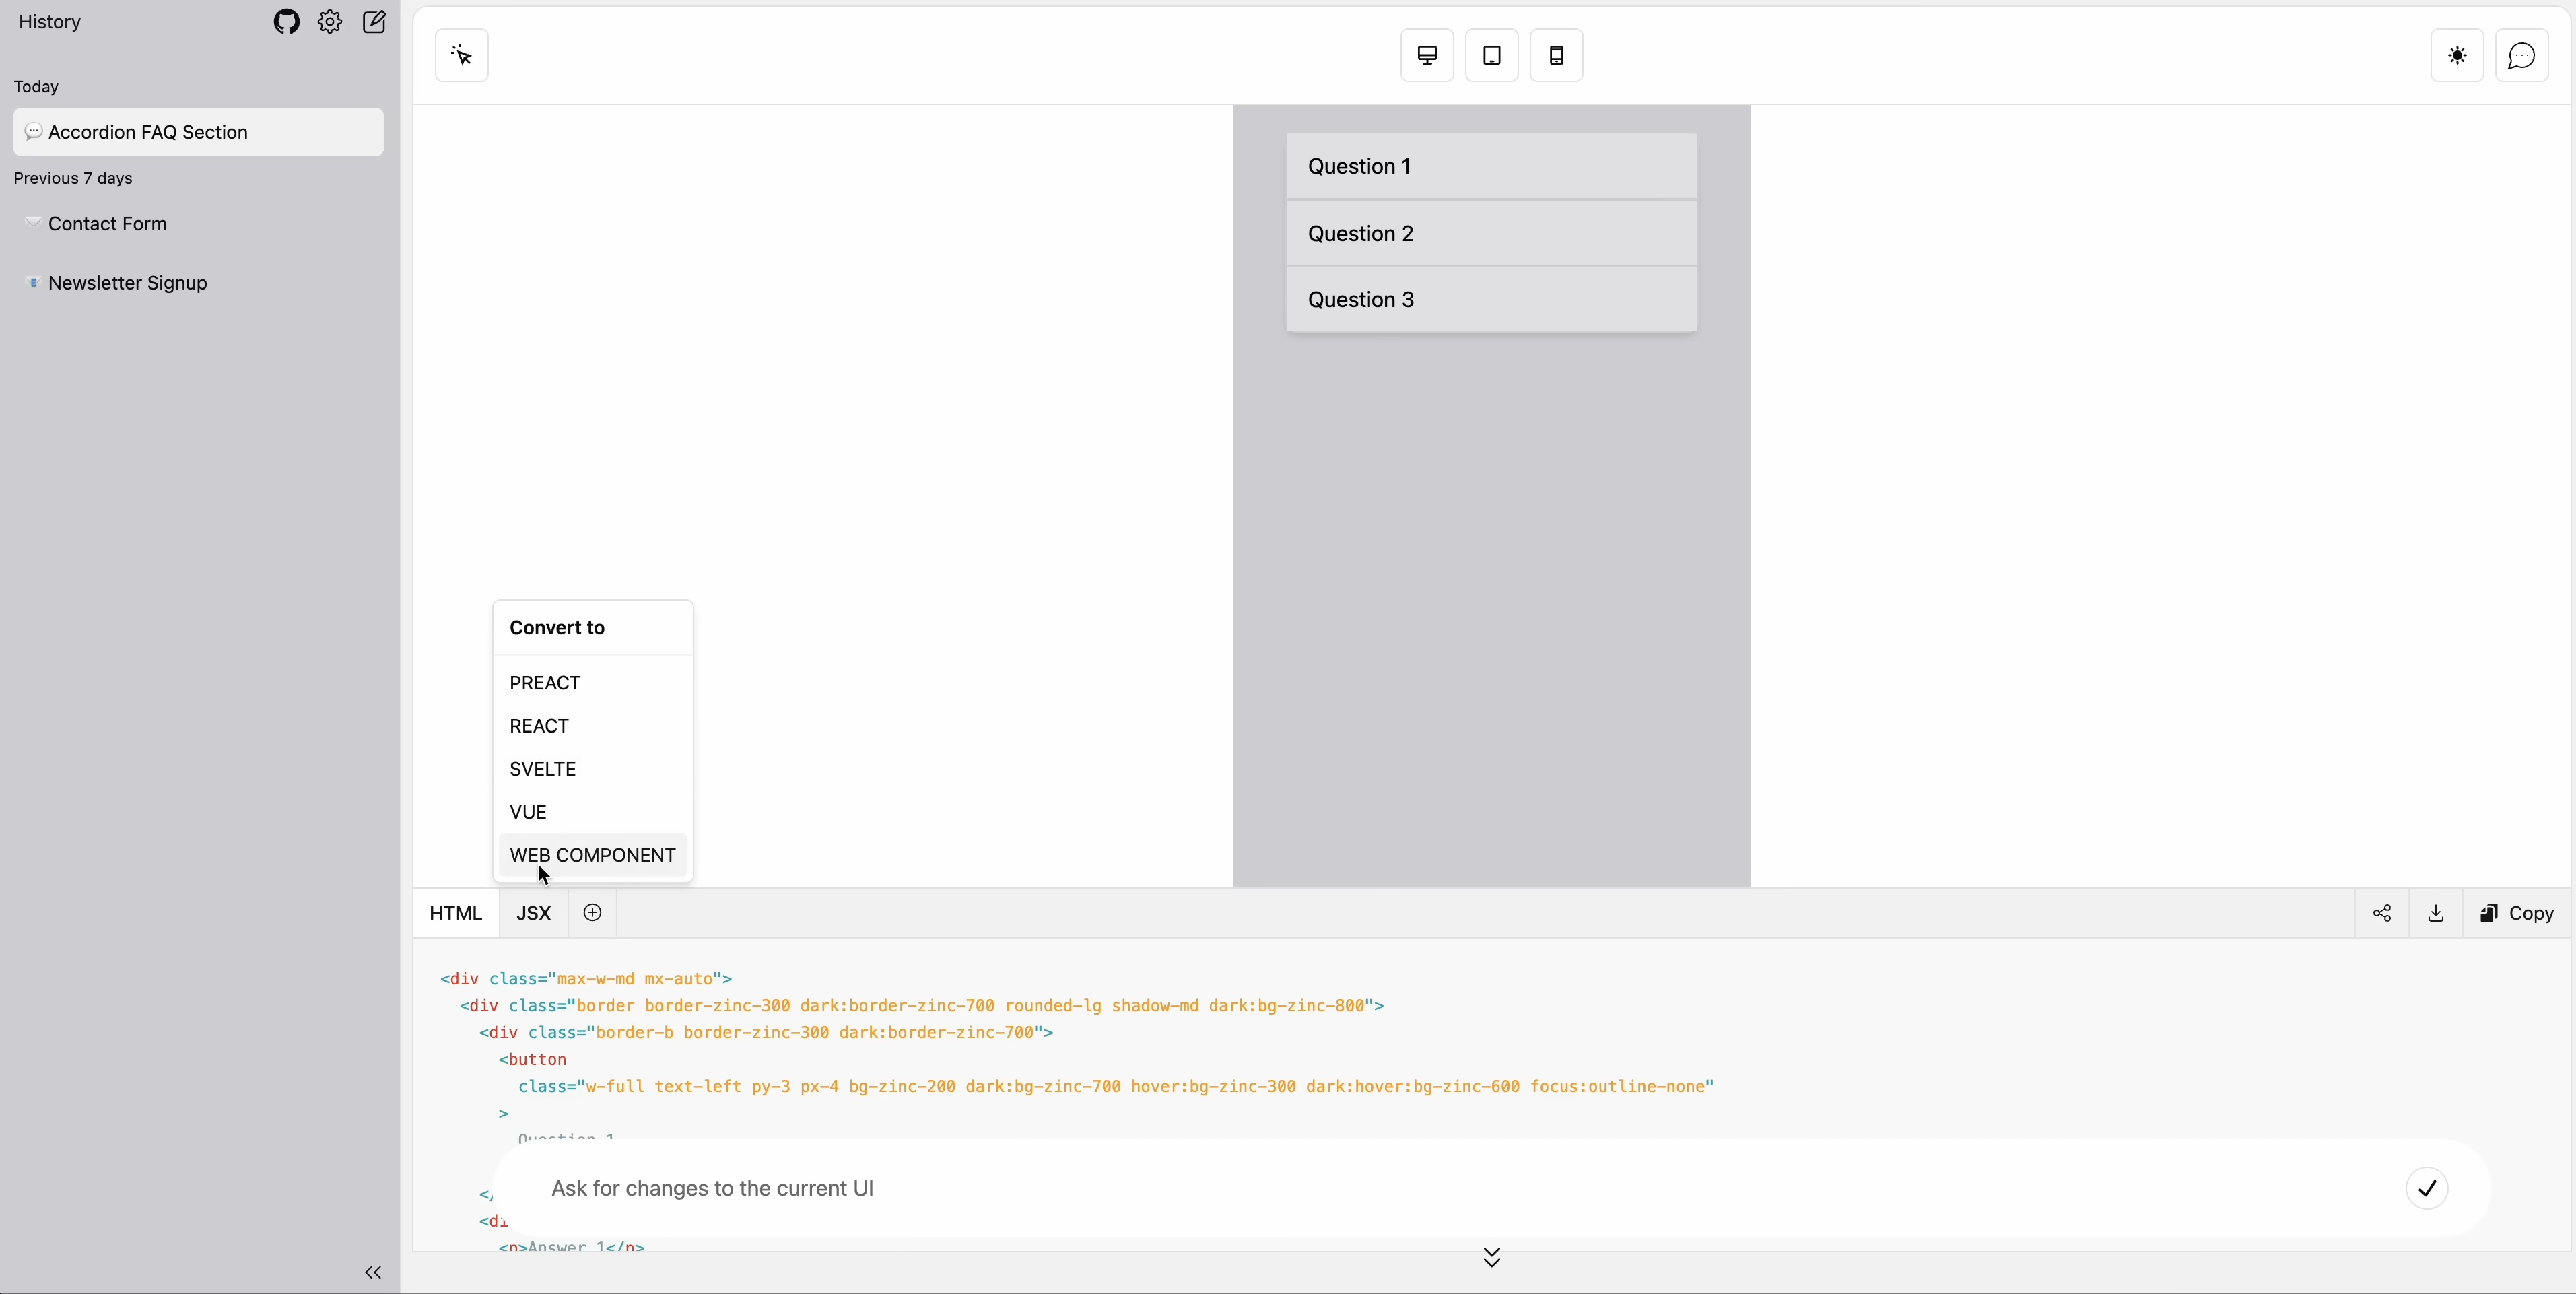 History
Today
Accordion FAQ Section
Previous 7 days
Contact Form
Newsletter Signup
Question 1
Question 2
Question 3
Convert to
PREACT
REACT
SVELTE
VUE
WEB COMPONENT
HTML JSX Copy
<div class="max-w-md mx-auto">
<div class="border border-zinc-300 dark:border-zinc-700 rounded-lg shadow-md dark:bg-zinc-800">
<div class="border-b border-zinc-300 dark:border-zinc-700">
<button
class="w-full text-left py-3 px-4 bg-zinc-200 dark:bg-zinc-700 hover:bg-zinc-300 dark:hover:bg-zinc-600 focus:outline-none"
>
Question 1
Ask for changes to the current UI
</
<di
<p>Answer 1</p>